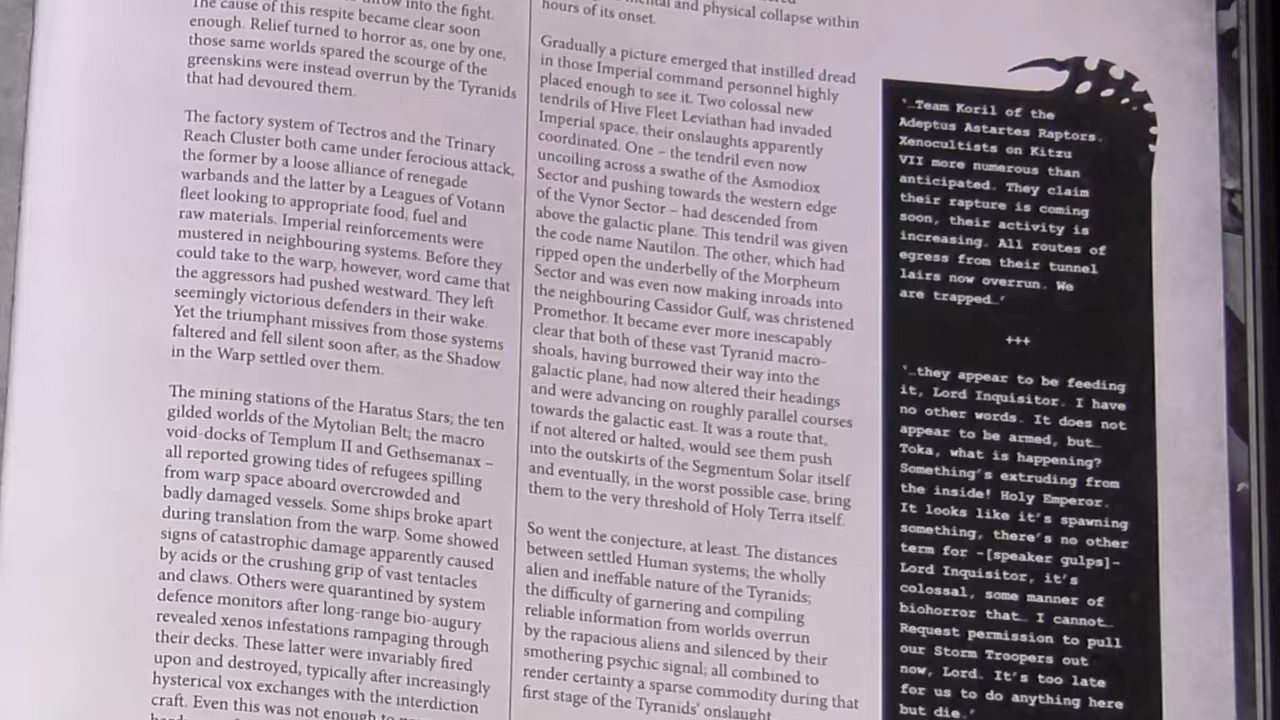 The cause of this respite became clear soon
enough. Relief turned to horror as, one by one,
those same worlds spared the scourge of the
greenskins were instead overrun by the Tyranids
that had devoured them.
The factory system of Tectros and the Trinary
Reach Cluster both came under ferocious attack,
the former by a loose alliance of renegade
warbands and the latter by a Leagues of Votann
fleet looking to appropriate food, fuel and
raw materials. Imperial reinforcements were
mustered in neighbouring systems. Before they
could take to the warp, however, word came that
the aggressors had pushed westward. They left
seemingly victorious defenders in their wake.
Yet the triumphant missives from those systems
faltered and fell silent soon after, as the Shadow
in the Warp settled over them.
The mining stations of the Haratus Stars; the ten
gilded worlds of the Mytolian Belt; the macro
void-docks of Templum II and Gethsemanax –
all reported growing tides of refugees spilling
from warp space aboard overcrowded and
badly damaged vessels. Some ships broke apart
during translation from the warp. Some showed
signs of catastrophic damage apparently caused
by acids or the crushing grip of vast tentacles
and claws. Others were quarantined by system
defence monitors after long-range bio-augury
revealed xenos infestations rampaging through
their decks. These latter were invariably fired
upon and destroyed, typically after increasingly
hysterical vox exchanges with the interdiction
craft. Even this was not enough to
and physical collapse within
hours of its onset.
Gradually a picture emerged that instilled dread
in those Imperial command personnel highly
placed enough to see it. Two colossal new
tendrils of Hive Fleet Leviathan had invaded
Imperial space, their onslaughts apparently
coordinated. One – the tendril even now
uncoiling across a swathe of the Asmodiox
Sector and pushing towards the western edge
of the Vynor Sector – had descended from
above the galactic plane. This tendril was given
the code name Nautilon. The other, which had
ripped open the underbelly of the Morpheum
Sector and was even now making inroads into
the neighbouring Cassidor Gulf, was christened
Promethor. It became ever more inescapably
clear that both of these vast Tyranid macro-
shoals, having burrowed their way into the
galactic plane, had now altered their headings
and were advancing on roughly parallel courses
towards the galactic east. It was a route that,
if not altered or halted, would see them push
into the outskirts of the Segmentum Solar itself
and eventually, in the worst possible case, bring
them to the very threshold of Holy Terra itself.
So went the conjecture, at least. The distances
between settled Human systems; the wholly
alien and ineffable nature of the Tyranids;
the difficulty of garnering and compiling
reliable information from worlds overrun
by the rapacious aliens and silenced by their
smothering psychic signal; all combined to
render certainty a sparse commodity during that
first stage of the Tyranids' onslaught
'…Team Koril of the
Adeptus Astartes Raptors.
Xenocultists on Kitzu
VII more numerous than
anticipated. They claim
their rapture is coming
soon, their activity is
increasing. All routes of
egress from their tunnel
lairs now overrun. We
are trapped…'
+++
'…they appear to be feeding
it, Lord Inquisitor. I have
no other words. It does not
appear to be armed, but…
Toka, what is happening?
Something's extruding from
the inside! Holy Emperor.
It looks like it's spawning
something, there's no other
term for –[speaker gulps]–
Lord Inquisitor, it's
colossal, some manner of
biohorror that… I cannot…
Request permission to pull
our Storm Troopers out
now, Lord. It's too late
for us to do anything here
but die.'